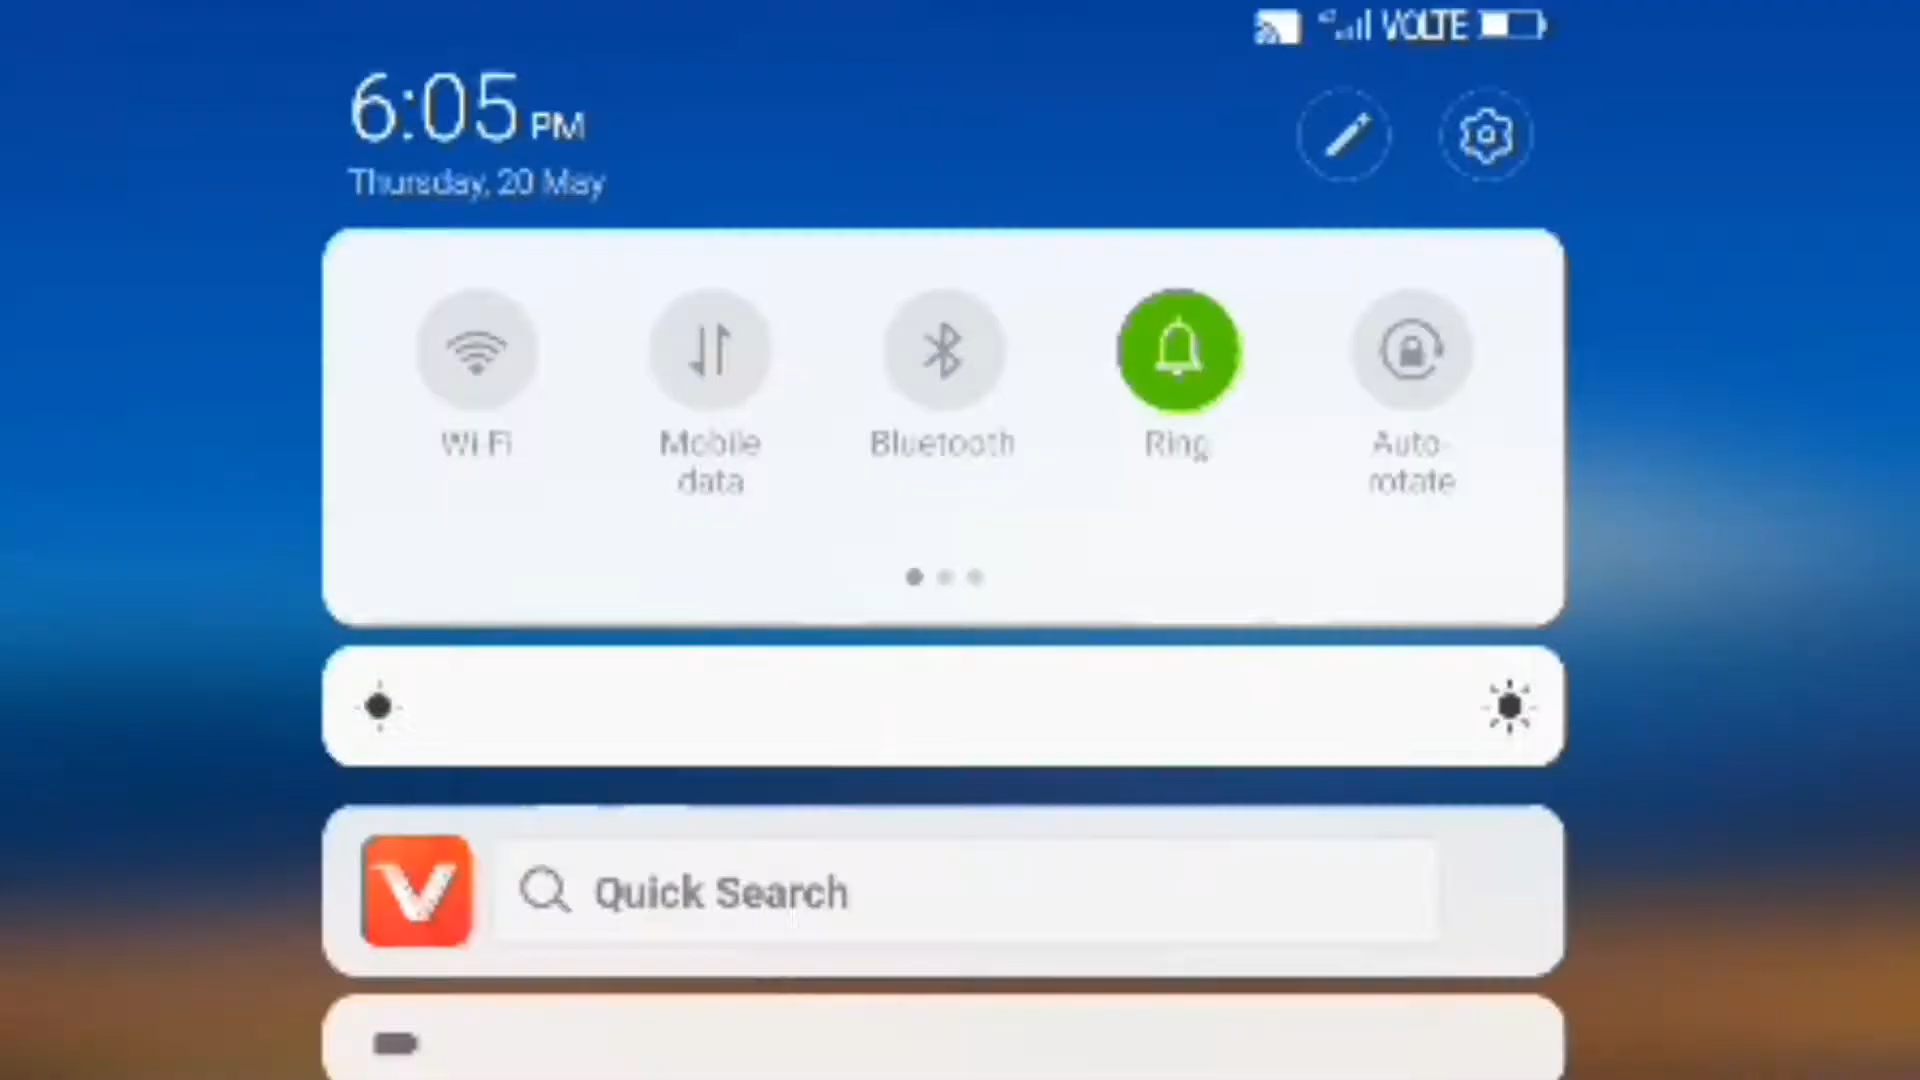 VOLTE
6:05 PM
Thursday, 20 May
Wi-Fi
Mobile
data
Bluetooth
Ring
Auto-
rotate
Quick Search